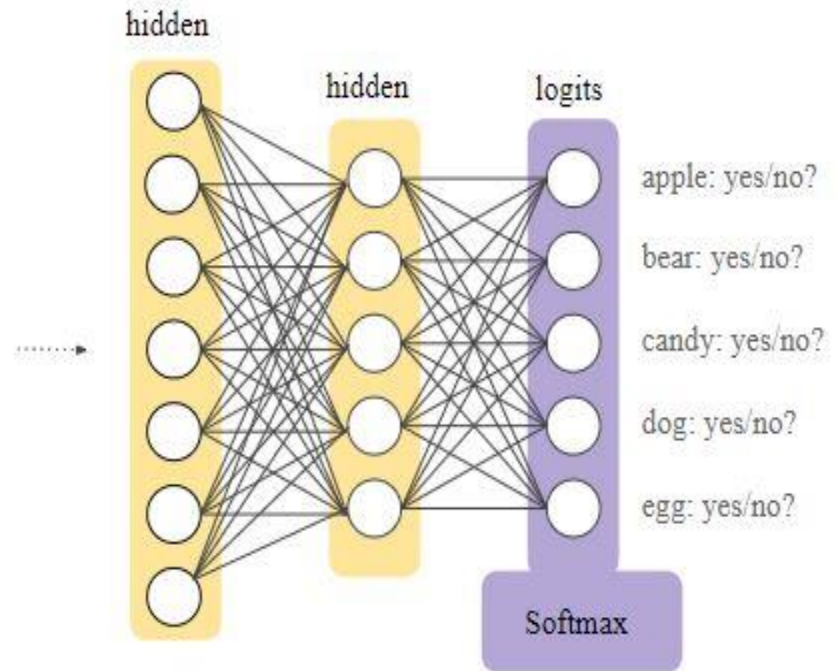 hidden
hidden
logits
apple: yes/no?
bear: yes/no?
candy: yes/no?
dog: yes/no?
egg: yes/no?
Softmax